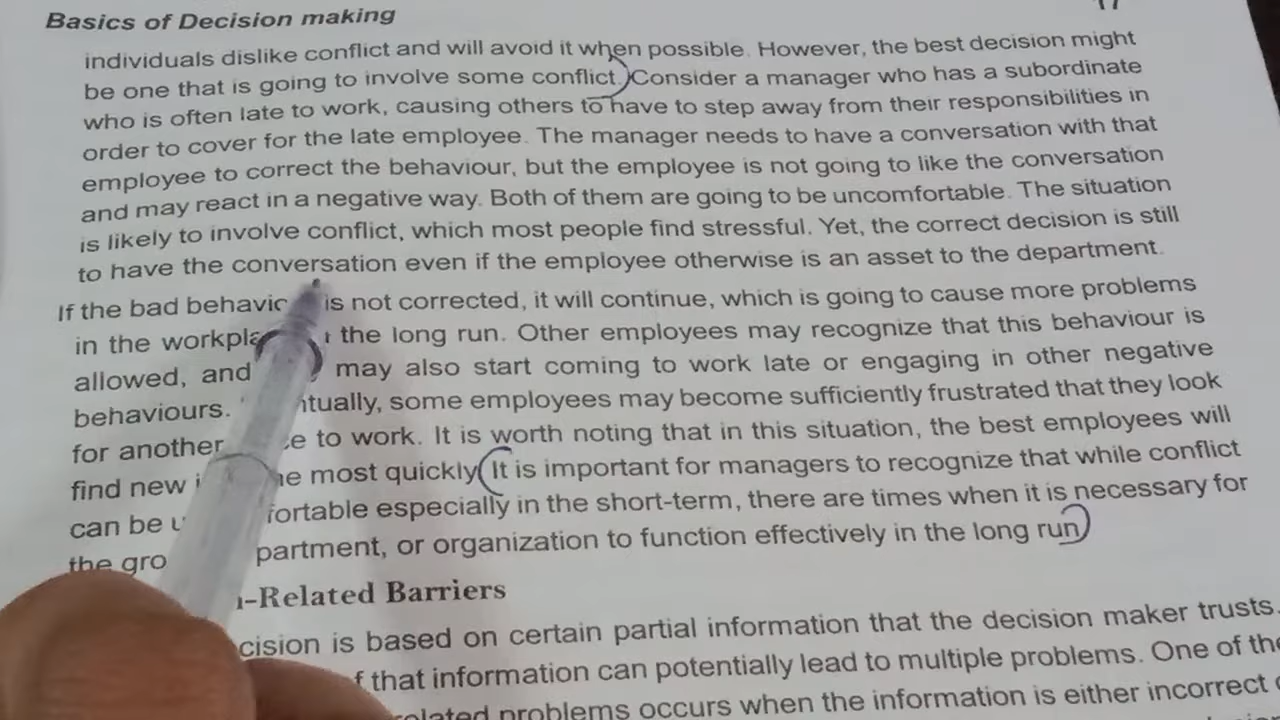 Basics of Decision making
individuals dislike conflict and will avoid it when possible. However, the best decision might
be one that is going to involve some conflict. Consider a manager who has a subordinate
who is often late to work, causing others to have to step away from their responsibilities in
order to cover for the late employee. The manager needs to have a conversation with that
employee to correct the behaviour, but the employee is not going to like the conversation
and may react in a negative way. Both of them are going to be uncomfortable. The situation
is likely to involve conflict, which most people find stressful. Yet, the correct decision is still
to have the conversation even if the employee otherwise is an asset to the department.
If the bad is not corrected, it will continue, which is going to cause more problems
in the the long run. Other employees may recognize that this behaviour is
allowed, and may also start coming to work late or engaging in other negative
behaviours. some employees may become sufficiently frustrated that they look
for another to work. It is worth noting that in this situation, the best employees will
find new most quickly. It is important for managers to recognize that while conflict
can be especially in the short-term, there are times when it is necessary for
the or organization to function effectively in the long run
-Related Barriers
is based on certain partial information that the decision maker trusts.
that information can potentially lead to multiple problems. One of the
problems occurs when the information is either incorrect